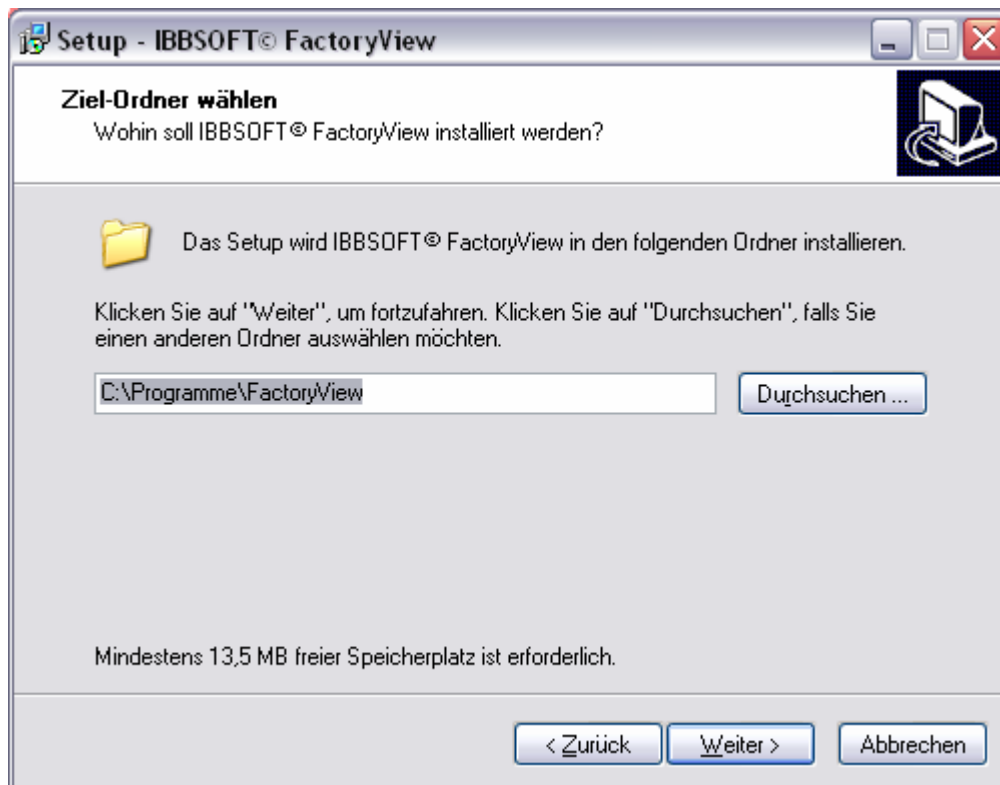 Setup - IBBSOFT© FactoryView
Ziel-Ordner wählen
Wohin soll IBBSOFT© FactoryView installiert werden?
Das Setup wird IBBSOFT© FactoryView in den folgenden Ordner installieren.
Klicken Sie auf "Weiter", um fortzufahren. Klicken Sie auf "Durchsuchen", falls Sie
einen anderen Ordner auswählen möchten.
C:\Programme\FactoryView
Durchsuchen ...
Mindestens 13,5 MB freier Speicherplatz ist erforderlich.
< Zurück
Weiter >
Abbrechen